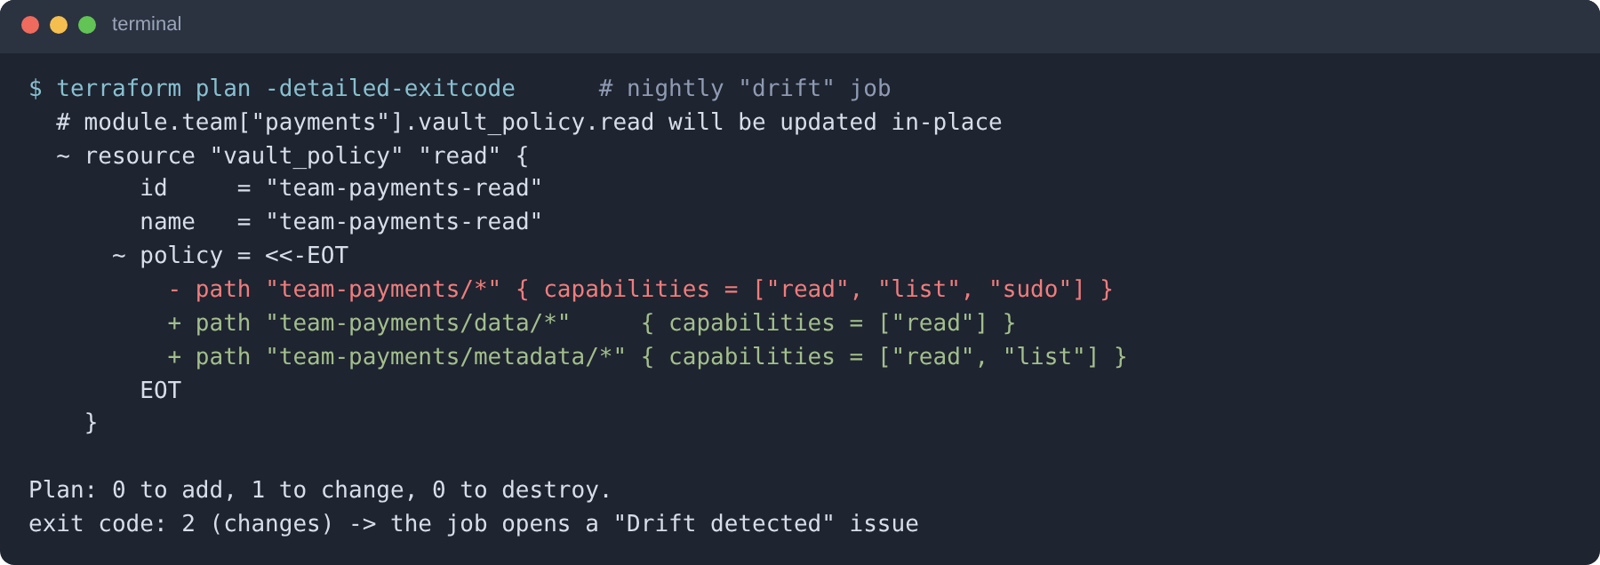 terminal
$ terraform plan -detailed-exitcode      # nightly "drift" job
  # module.team["payments"].vault_policy.read will be updated in-place
  ~ resource "vault_policy" "read" {
        id     = "team-payments-read"
        name   = "team-payments-read"
      ~ policy = <<-EOT
          - path "team-payments/*" { capabilities = ["read", "list", "sudo"] }
          + path "team-payments/data/*"     { capabilities = ["read"] }
          + path "team-payments/metadata/*" { capabilities = ["read", "list"] }
        EOT
    }
Plan: 0 to add, 1 to change, 0 to destroy.
exit code: 2 (changes) -> the job opens a "Drift detected" issue